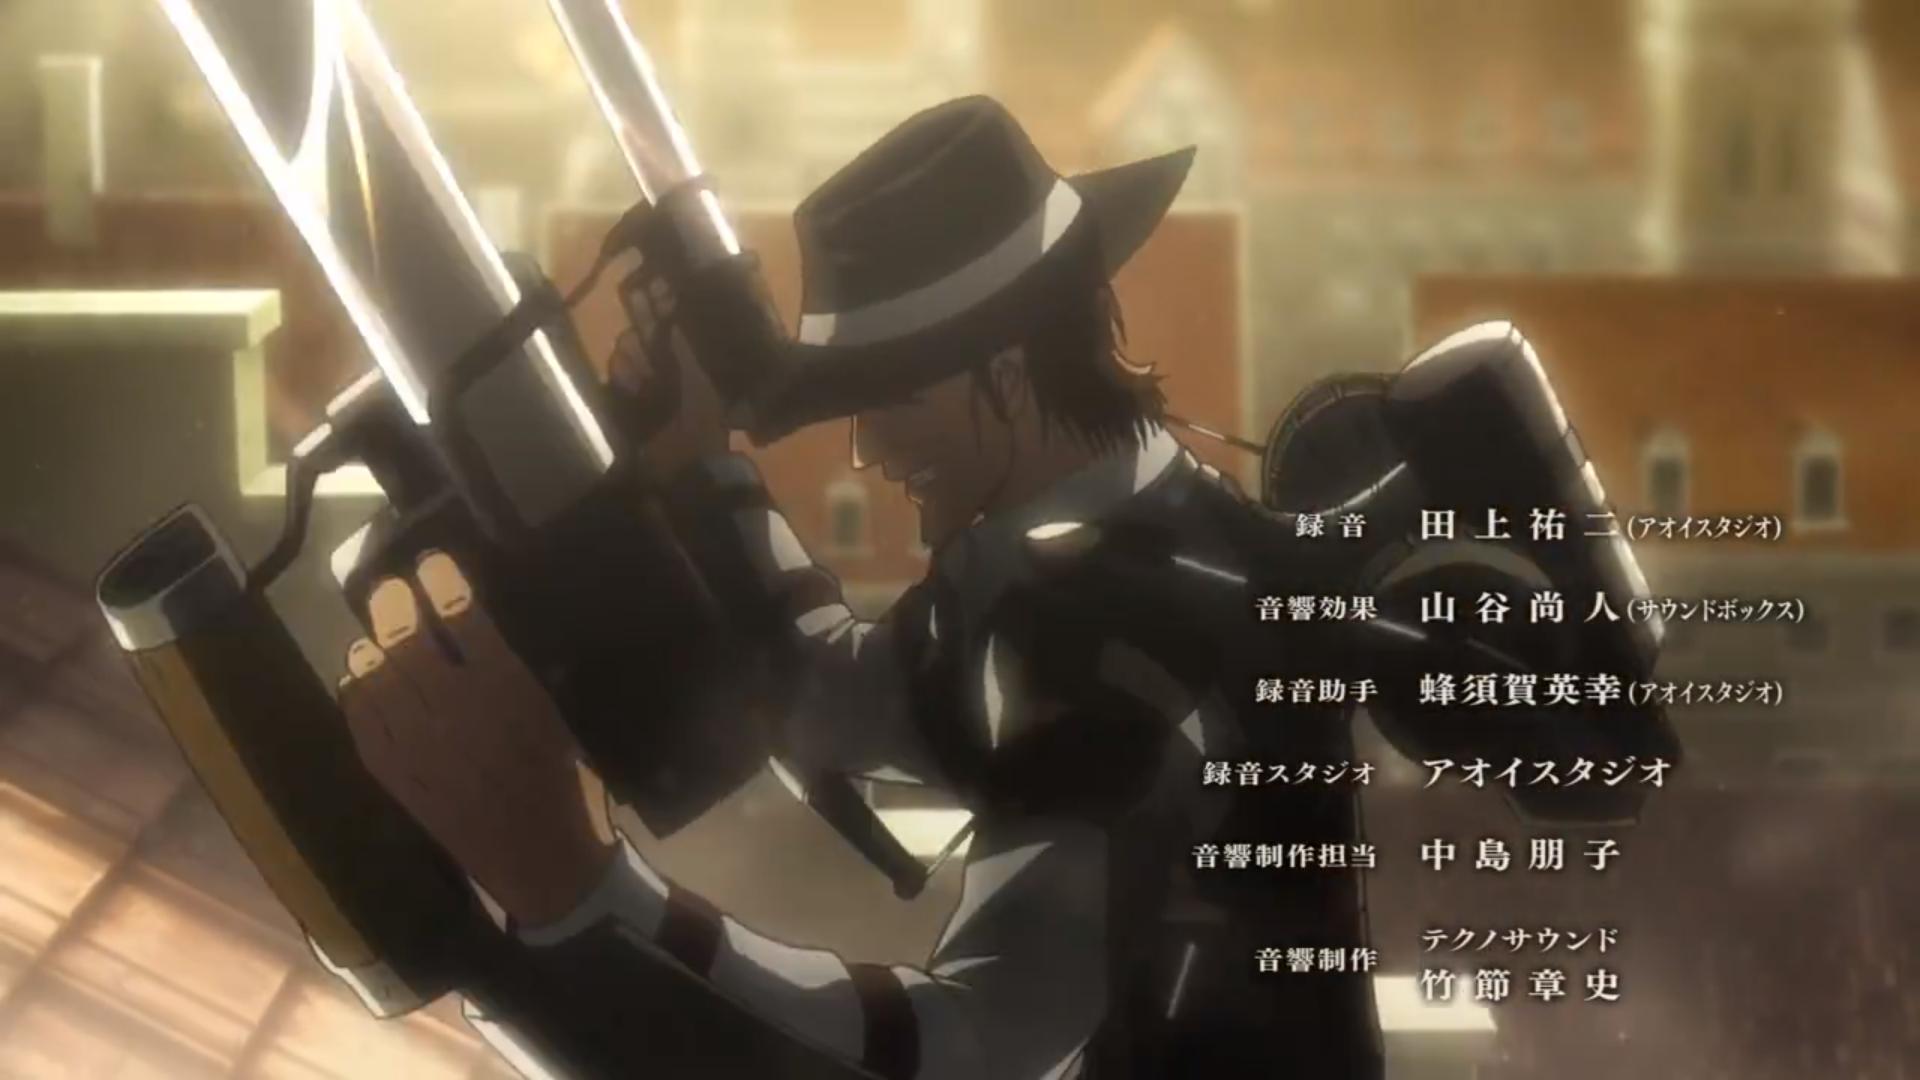 録音 田上祐二(アオイスタジオ)
音響効果 山谷尚人(サウンドボックス)
録音助手 蜂須賀英幸(アオイスタジオ)
録音スタジオ アオイスタジオ
音響制作担当 中島朋子
音響制作 テクノサウンド
竹節章史